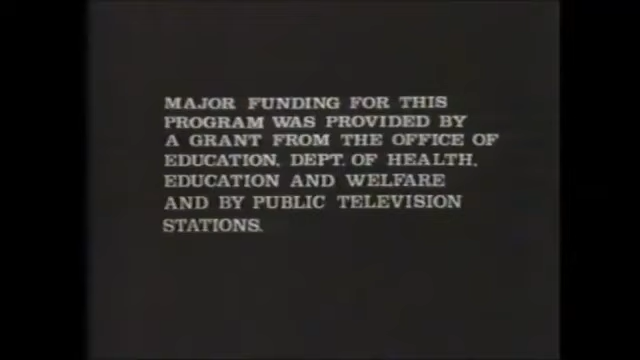 MAJOR FUNDING FOR THIS
PROGRAM WAS PROVIDED BY
A GRANT FROM THE OFFICE OF
EDUCATION, DEPT. OF HEALTH,
EDUCATION AND WELFARE
AND BY PUBLIC TELEVISION
STATIONS.